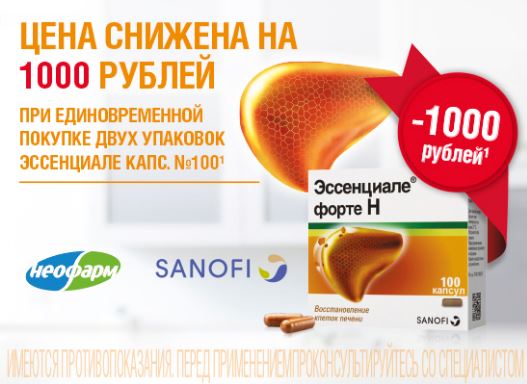 ЦЕНА СНИЖЕНА НА
1000 РУБЛЕЙ
ПРИ ЕДИНОВРЕМЕННОЙ
ПОКУПКЕ ДВУХ УПАКОВОК
ЭССЕНЦИАЛЕ КАПС. №100¹
-1000
рублей¹
Эссенциале®
форте Н
100
капсул
Восстановление
клеток печени
SANOFI
неофарм
SANOFI
ИМЕЮТСЯ ПРОТИВОПОКАЗАНИЯ. ПЕРЕД ПРИМЕНЕНИЕМ ПРОКОНСУЛЬТИРУЙТЕСЬ СО СПЕЦИАЛИСТОМ